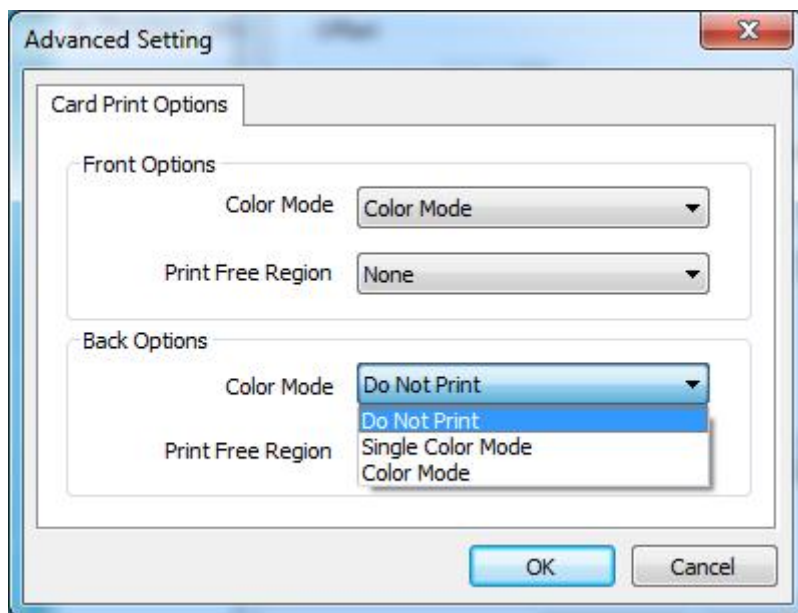 Advanced Setting
Card Print Options
Front Options
Color Mode Color Mode
Print Free Region None
Back Options
Color Mode Do Not Print
Do Not Print
Single Color Mode
Print Free Region
Color Mode
OK Cancel